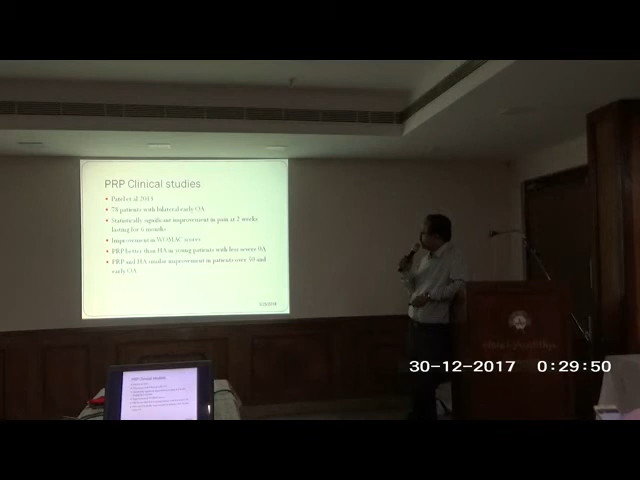 PRP Clinical studies
Patel et al 2013
78 patients with bilateral early OA
Statistically significant improvement in pain at 2 weeks
lasting for 6 months
Improvement in WOMAC scores
PRP better than HA in young patients with less severe OA
PRP and HA similar improvement in patients over 50 and
early OA
30-12-2017 0:29:50
PRP Clinical studies